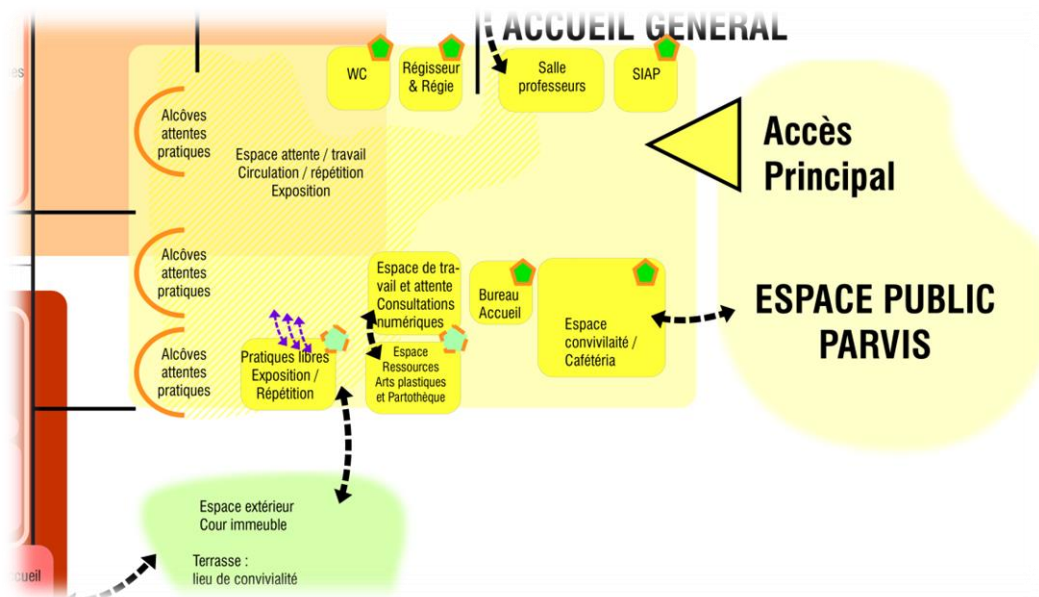 ACCUEIL GENERAL
WC
Régisseur
& Régie
Salle
professeurs
SIAP
Alcôves
attentes
pratiques
Espace attente / travail
Circulation / répétition
Exposition
Accès
Principal
Alcôves
attentes
pratiques
Espace de tra-
vail et attente
Consultations
numériques
Bureau
Accueil
Espace
convivilaité /
Cafétéria
ESPACE PUBLIC
PARVIS
Alcôves
attentes
pratiques
Pratiques libres
Exposition /
Répétition
Espace
Ressources
Arts plastiques
et Partothèque
Espace extérieur
Cour immeuble
Terrasse :
lieu de convivialité